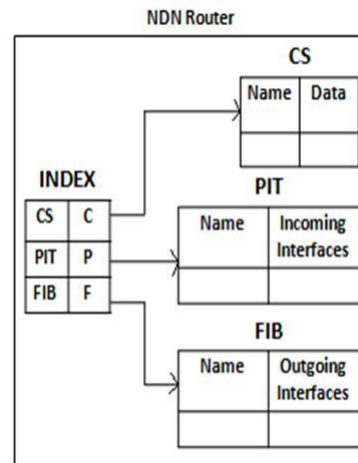 NDN Router
CS
Name Data
INDEX
CS C
PIT P
FIB F
PIT
Name Incoming
Interfaces
FIB
Name Outgoing
Interfaces